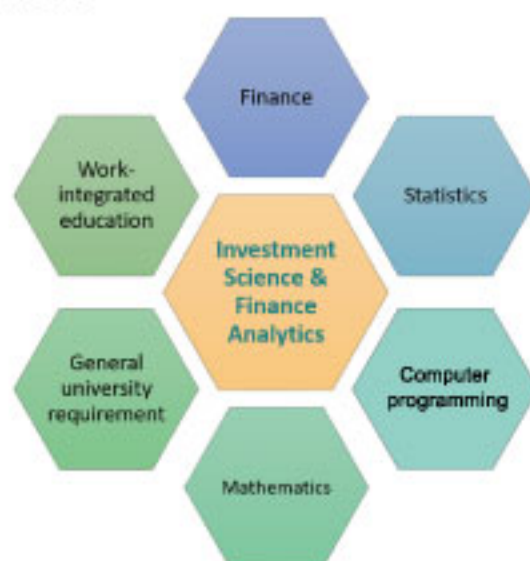 Finance
Work-
integrated
education
Statistics
Investment
Science &
Finance
Analytics
General
university
requirement
Computer
programming
Mathematics